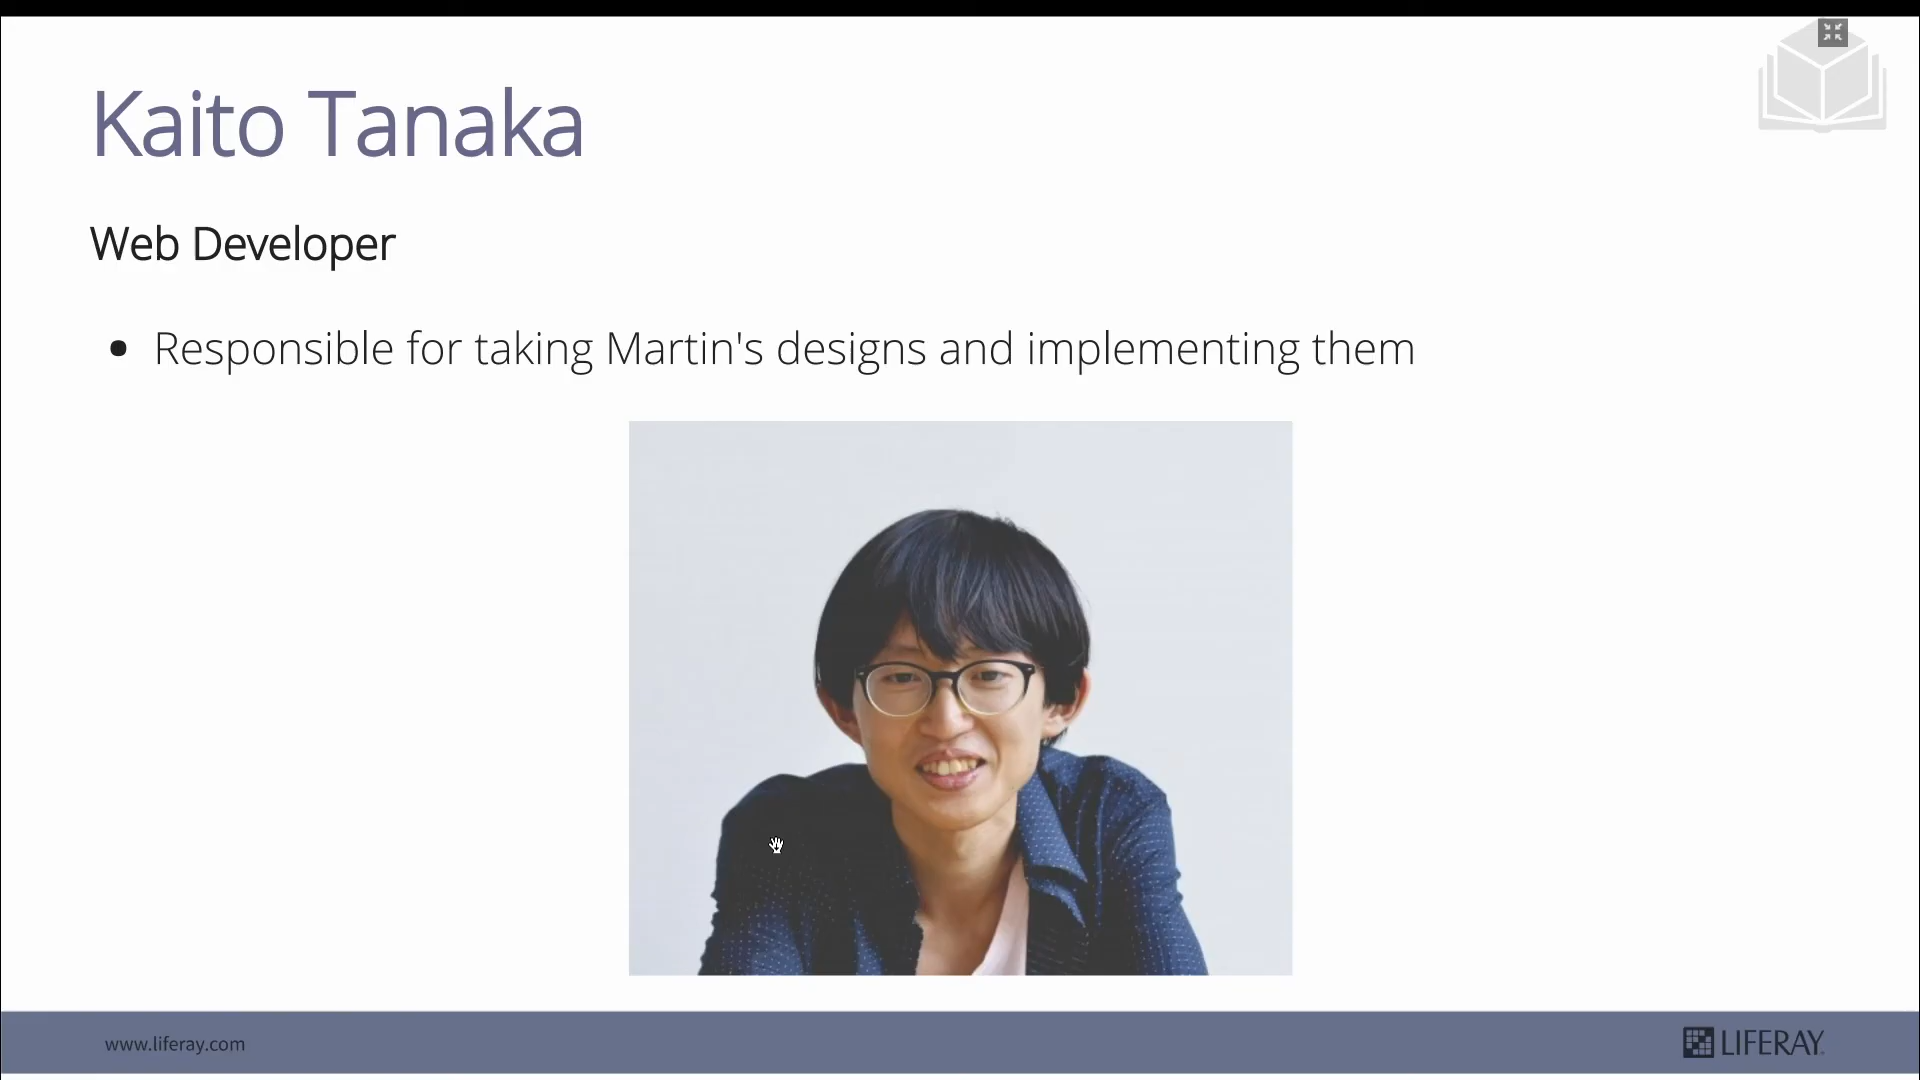 Kaito Tanaka
Web Developer
• Responsible for taking Martin's designs and implementing them
www.liferay.com
LIFERAY